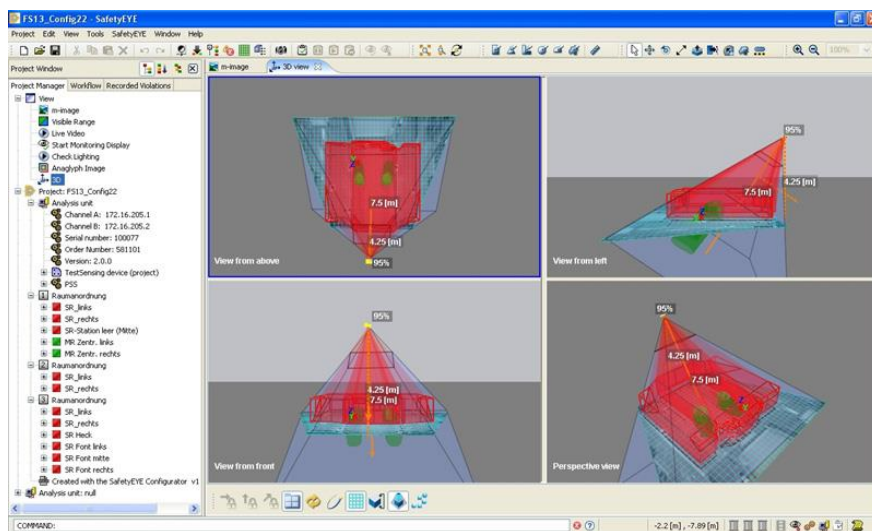 FS13_Config22 - SafetyEYE
Project Edit View Tools SafetyEYE Window Help
100%
Project Window
m-image
3D view
Project Manager
Workflow
Recorded Violations
View
m-image
Visible Range
Live Video
Start Monitoring Display
Check Lighting
Anaglyph Image
3D
Project: FS13_Config22
Analysis unit
Channel A: 172.16.205.1
Channel B: 172.16.205.2
Serial number: 100077
Order Number: 581101
Version: 2.0.0
TestSensing device (project)
PSS
1 Raumanordnung
SR_links
SR_rechts
SR-Station leer (Mitte)
MR Zentr. links
MR Zentr. rechts
2 Raumanordnung
SR_links
SR_rechts
3 Raumanordnung
SR_links
SR_rechts
SR Heck
SR Font links
SR Font mitte
SR Font rechts
Created with the SafetyEYE Configurator v1
Analysis unit: null
7.5 [m]
4.25 [m]
95%
View from above
95%
4.25 [m]
7.5 [m]
View from left
95%
4.25 [m]
7.5 [m]
View from front
95%
4.25 [m]
7.5 [m]
Perspective view
COMMAND:
-2.2 [m] , -7.89 [m]